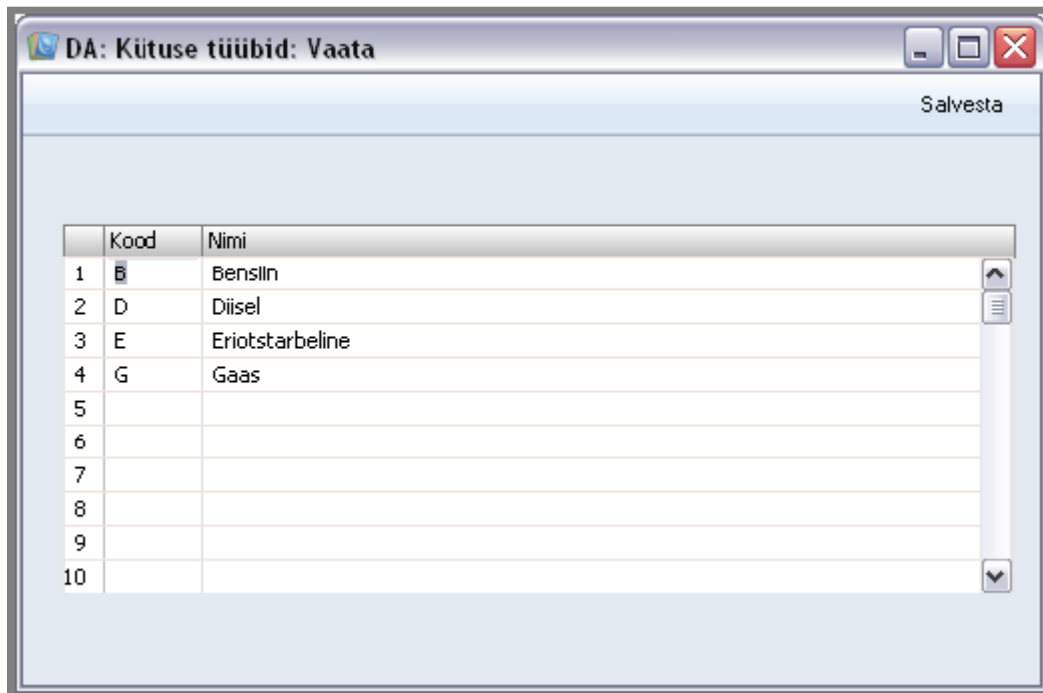 DA: Kütuse tüübid: Vaata
Salvesta
Kood Nimi
1 B Bensiin
2 D Diisel
3 E Eriotstarbeline
4 G Gaas
5
6
7
8
9
10